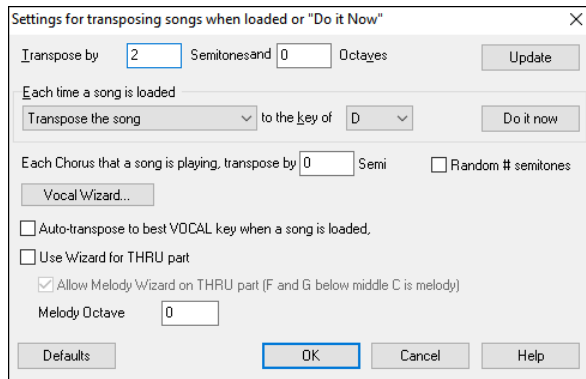 Settings for transposing songs when loaded or "Do it Now"
Transpose by 2 Semitonesand 0 Octaves Update
Each time a song is loaded
Transpose the song to the key of D Do it now
Each Chorus that a song is playing, transpose by 0 Semi Random # semitones
Vocal Wizard...
Auto-transpose to best VOCAL key when a song is loaded,
Use Wizard for THRU part
Allow Melody Wizard on THRU part (F and G below middle C is melody)
Melody Octave 0
Defaults OK Cancel Help